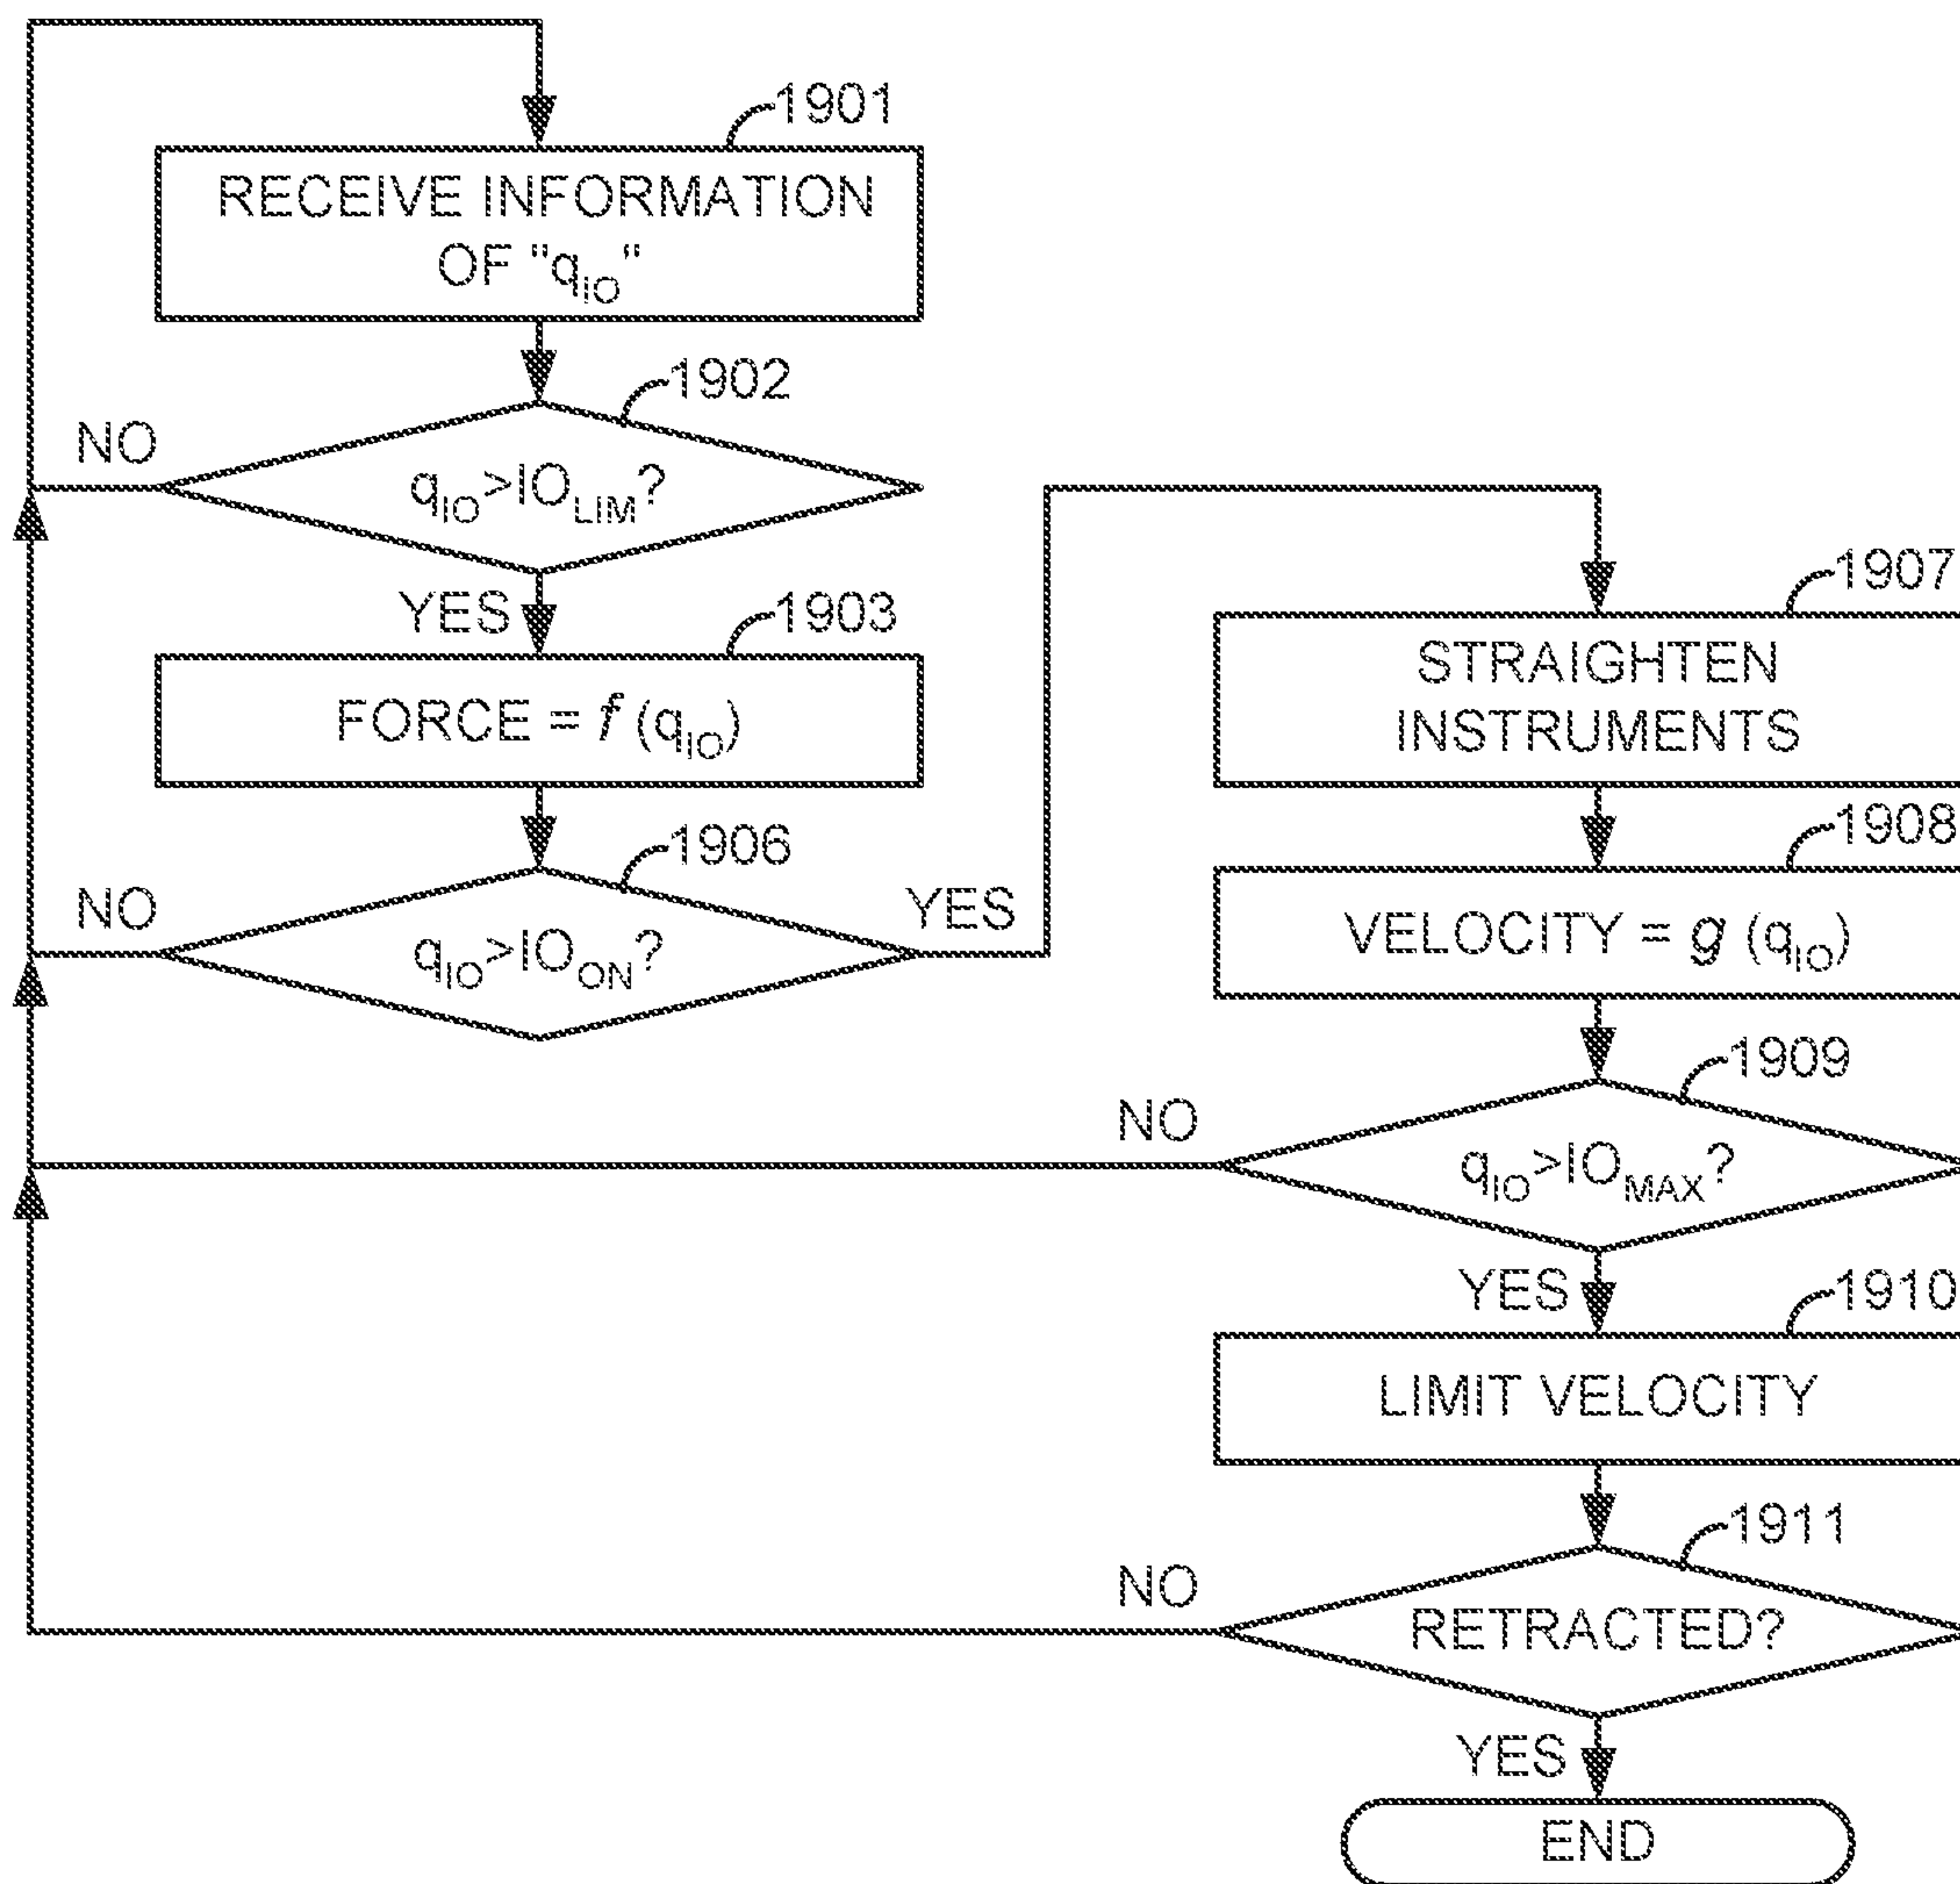 1901
RECEIVE INFORMATION
OF "qIO"
1902
NO
qIO>IOLIM?
YES
1903
FORCE = f (qIO)
1906
NO
YES
qIO>IOON?
1907
STRAIGHTEN
INSTRUMENTS
1908
VELOCITY = g (qIO)
1909
NO
qIO>IOMAX?
YES
1910
LIMIT VELOCITY
1911
NO
RETRACTED?
YES
END